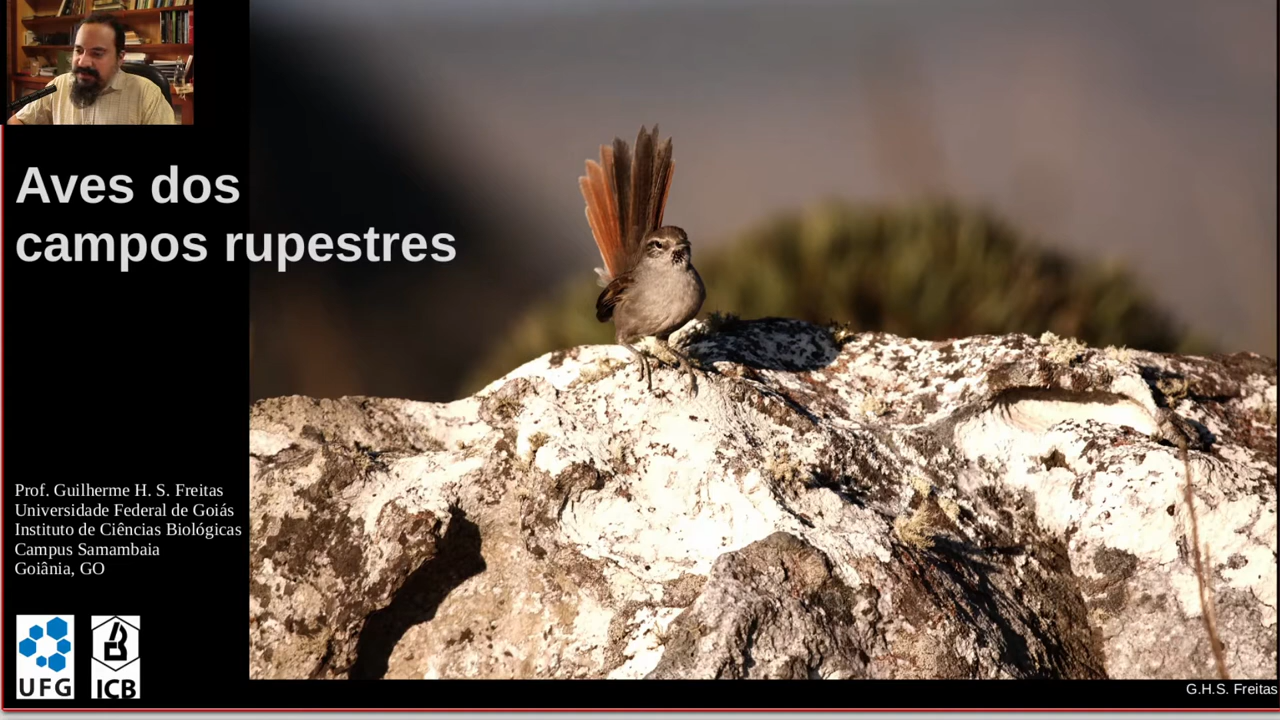 Aves dos
campos rupestres
Prof. Guilherme H. S. Freitas
Universidade Federal de Goiás
Instituto de Ciências Biológicas
Campus Samambaia
Goiânia, GO
UFG
ICB
G.H.S. Freitas